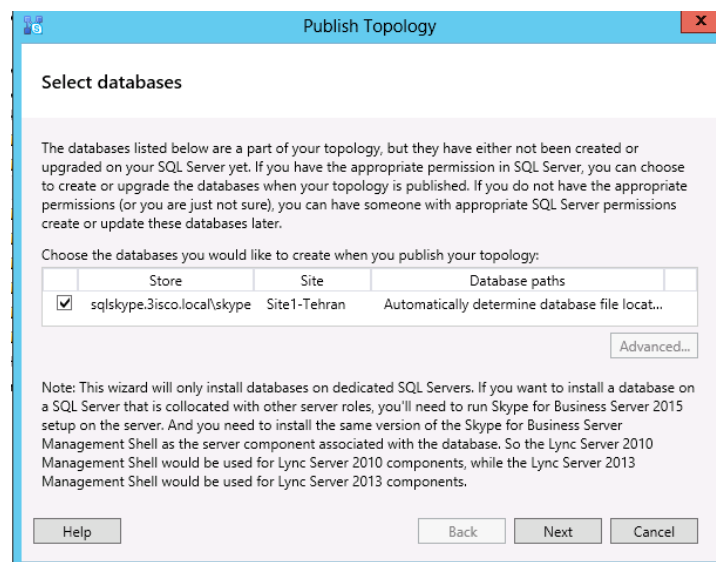 Publish Topology
x
Select databases
The databases listed below are a part of your topology, but they have either not been created or
upgraded on your SQL Server yet. If you have the appropriate permission in SQL Server, you can choose
to create or upgrade the databases when your topology is published. If you do not have the appropriate
permissions (or you are just not sure), you can have someone with appropriate SQL Server permissions
create or update these databases later.
Choose the databases you would like to create when you publish your topology:
Store Site Database paths
sqlskype.3isco.local\skype Site1-Tehran Automatically determine database file locat...
Advanced...
Note: This wizard will only install databases on dedicated SQL Servers. If you want to install a database on
a SQL Server that is collocated with other server roles, you'll need to run Skype for Business Server 2015
setup on the server. And you need to install the same version of the Skype for Business Server
Management Shell as the server component associated with the database. So the Lync Server 2010
Management Shell would be used for Lync Server 2010 components, while the Lync Server 2013
Management Shell would be used for Lync Server 2013 components.
Help Back Next Cancel